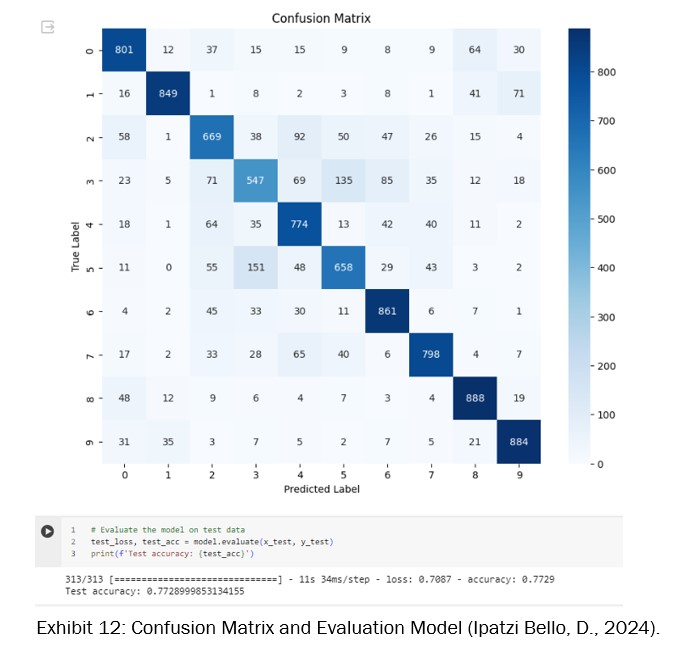 Confusion Matrix
0 801 12 37 15 15 9 8 9 64 30
1 16 849 1 8 2 3 8 1 41 71
2 58 1 669 38 92 50 47 26 15 4
3 23 5 71 547 69 135 85 35 12 18
4 18 1 64 35 774 13 42 40 11 2
5 11 0 55 151 48 658 29 43 3 2
6 4 2 45 33 30 11 861 6 7 1
7 17 2 33 28 65 40 6 798 4 7
8 48 12 9 6 4 7 3 4 888 19
9 31 35 3 7 5 2 7 5 21 884
0 1 2 3 4 5 6 7 8 9
True Label
Predicted Label
800
700
600
500
400
300
200
100
0
1 # Evaluate the model on test data
2 test_loss, test_acc = model.evaluate(x_test, y_test)
3 print(f'Test accuracy: {test_acc}')
313/313 [==============================] - 11s 34ms/step - loss: 0.7087 - accuracy: 0.7729
Test accuracy: 0.7728999853134155
Exhibit 12: Confusion Matrix and Evaluation Model (Ipatzi Bello, D., 2024).